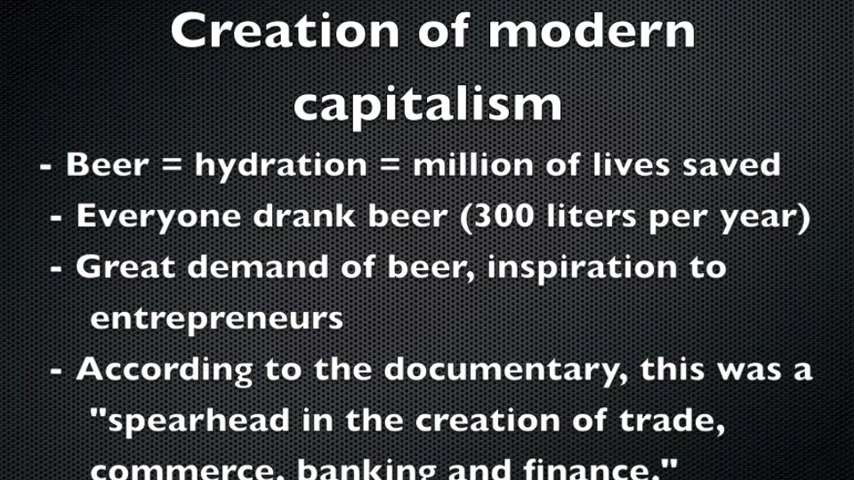 Creation of modern
capitalism
- Beer = hydration = million of lives saved
- Everyone drank beer (300 liters per year)
- Great demand of beer, inspiration to
entrepreneurs
- According to the documentary, this was a
"spearhead in the creation of trade,
commerce, banking and finance."